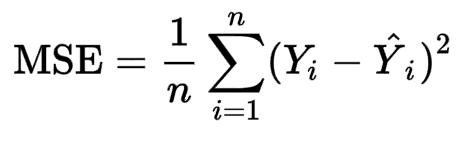 MSE = \frac{1}{n} \sum_{i=1}^{n} (Y_i - \hat{Y}_i)^2